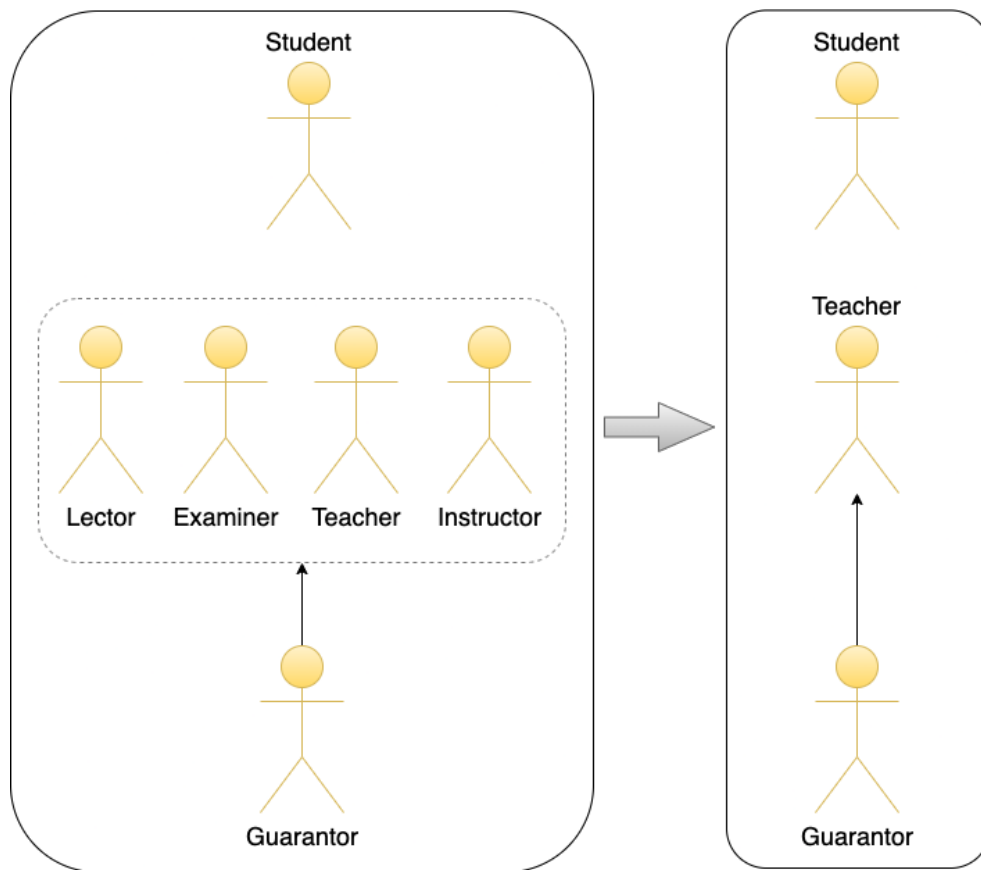 Student
Lector Examiner Teacher Instructor
Guarantor
Student
Teacher
Guarantor